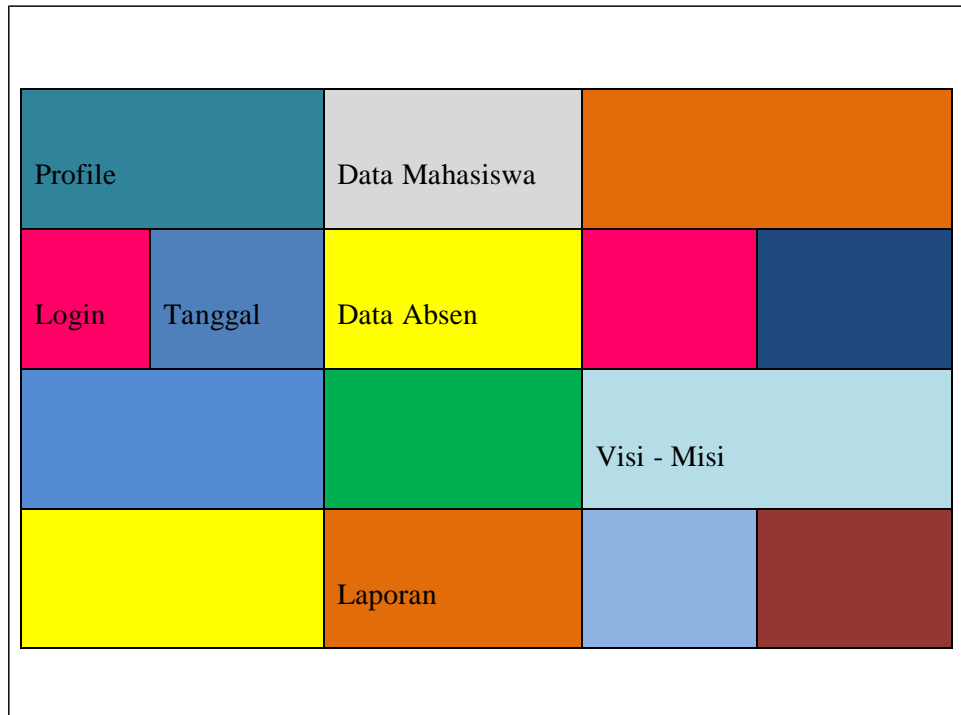 Profile
Data Mahasiswa
Login
Tanggal
Data Absen
Visi - Misi
Laporan